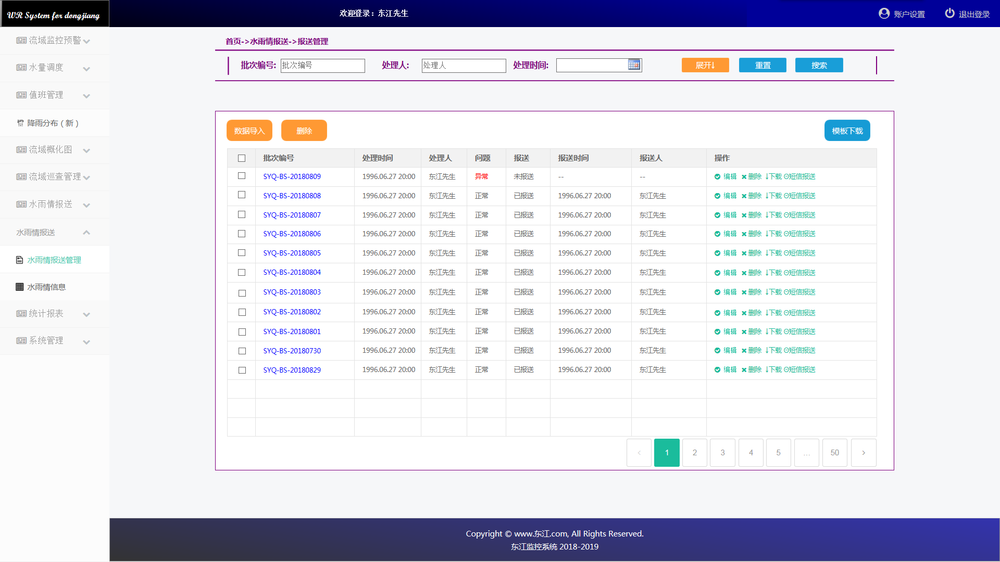 WR System for dongjiang
欢迎登录：东江先生
账户设置
退出登录
流域监控预警
水量调度
值班管理
降雨分布（新）
流域概化图
流域巡查管理
水雨情报送
水雨情报送
水雨情报送管理
水雨情信息
统计报表
系统管理
首页->水雨情报送->报送管理
批次编号: 批次编号 处理人: 处理人 处理时间: 展开↓ 重置 搜索
数据导入 删除 模板下载
批次编号 处理时间 处理人 问题 报送 报送时间 报送人 操作
SYQ-BS-20180809 1996.06.27 20:00 东江先生 异常 未报送 -- -- 编辑 删除 ↓下载 Θ短信报送
SYQ-BS-20180808 1996.06.27 20:00 东江先生 正常 已报送 1996.06.27 20:00 东江先生 编辑 删除 ↓下载 Θ短信报送
SYQ-BS-20180807 1996.06.27 20:00 东江先生 正常 已报送 1996.06.27 20:00 东江先生 编辑 删除 ↓下载 Θ短信报送
SYQ-BS-20180806 1996.06.27 20:00 东江先生 正常 已报送 1996.06.27 20:00 东江先生 编辑 删除 ↓下载 Θ短信报送
SYQ-BS-20180805 1996.06.27 20:00 东江先生 正常 已报送 1996.06.27 20:00 东江先生 编辑 删除 ↓下载 Θ短信报送
SYQ-BS-20180804 1996.06.27 20:00 东江先生 正常 已报送 1996.06.27 20:00 东江先生 编辑 删除 ↓下载 Θ短信报送
SYQ-BS-20180803 1996.06.27 20:00 东江先生 正常 已报送 1996.06.27 20:00 东江先生 编辑 删除 ↓下载 Θ短信报送
SYQ-BS-20180802 1996.06.27 20:00 东江先生 正常 已报送 1996.06.27 20:00 东江先生 编辑 删除 ↓下载 Θ短信报送
SYQ-BS-20180801 1996.06.27 20:00 东江先生 正常 已报送 1996.06.27 20:00 东江先生 编辑 删除 ↓下载 Θ短信报送
SYQ-BS-20180730 1996.06.27 20:00 东江先生 正常 已报送 1996.06.27 20:00 东江先生 编辑 删除 ↓下载 Θ短信报送
SYQ-BS-20180829 1996.06.27 20:00 东江先生 正常 已报送 1996.06.27 20:00 东江先生 编辑 删除 ↓下载 Θ短信报送
< 1 2 3 4 5 ... 50 >
Copyright © www.东江.com, All Rights Reserved.
东江监控系统 2018-2019